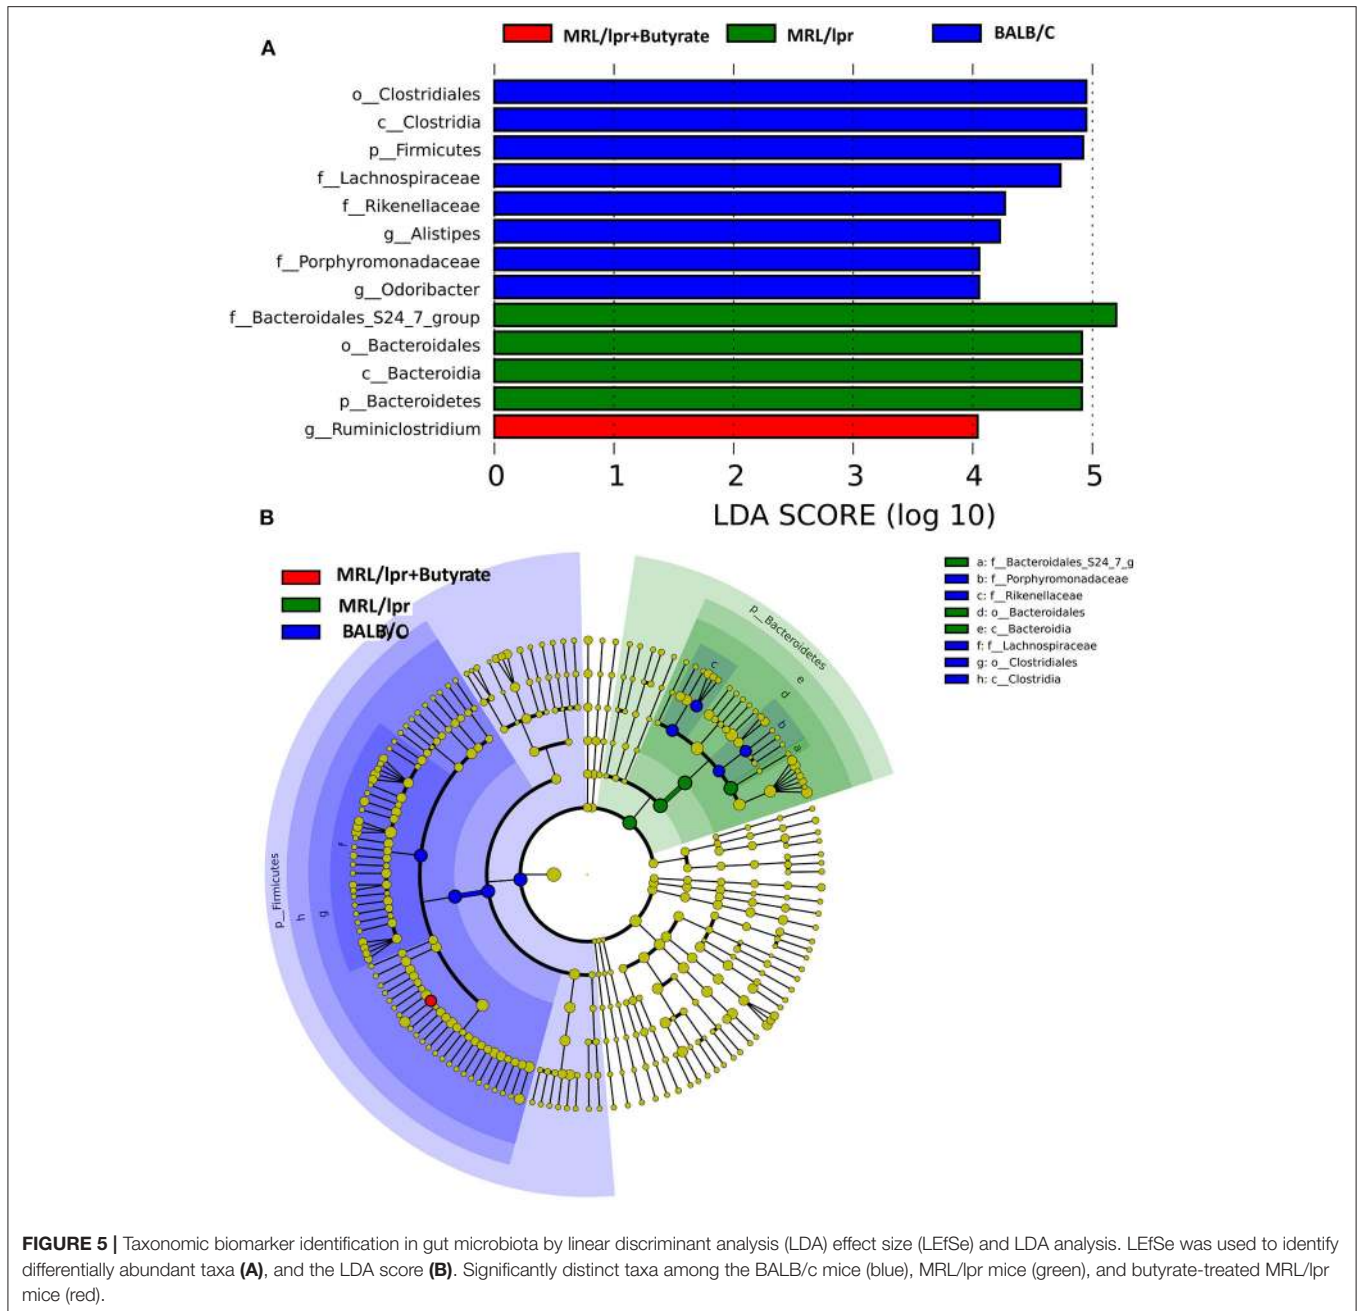 A
MRL/lpr+Butyrate MRL/lpr BALB/C
o__Clostridiales
c__Clostridia
p__Firmicutes
f__Lachnospiraceae
f__Rikenellaceae
g__Alistipes
f__Porphyromonadaceae
g__Odoribacter
f__Bacteroidales_S24_7_group
o__Bacteroidales
c__Bacteroidia
p__Bacteroidetes
g__Ruminiclostridium
0 1 2 3 4 5
LDA SCORE (log 10)
B
MRL/lpr+Butyrate
MRL/lpr
BALB/O
a: f__Bacteroidales_S24_7_g
b: f__Porphyromonadaceae
c: f__Rikenellaceae
d: o__Bacteroidales
e: c__Bacteroidia
f: f__Lachnospiraceae
g: o__Clostridiales
h: c__Clostridia
p__Bacteroidetes
e
d
c
b
a
p__Firmicutes
h
g
f
FIGURE 5 | Taxonomic biomarker identification in gut microbiota by linear discriminant analysis (LDA) effect size (LEfSe) and LDA analysis. LEfSe was used to identify
differentially abundant taxa (A), and the LDA score (B). Significantly distinct taxa among the BALB/c mice (blue), MRL/lpr mice (green), and butyrate-treated MRL/lpr
mice (red).